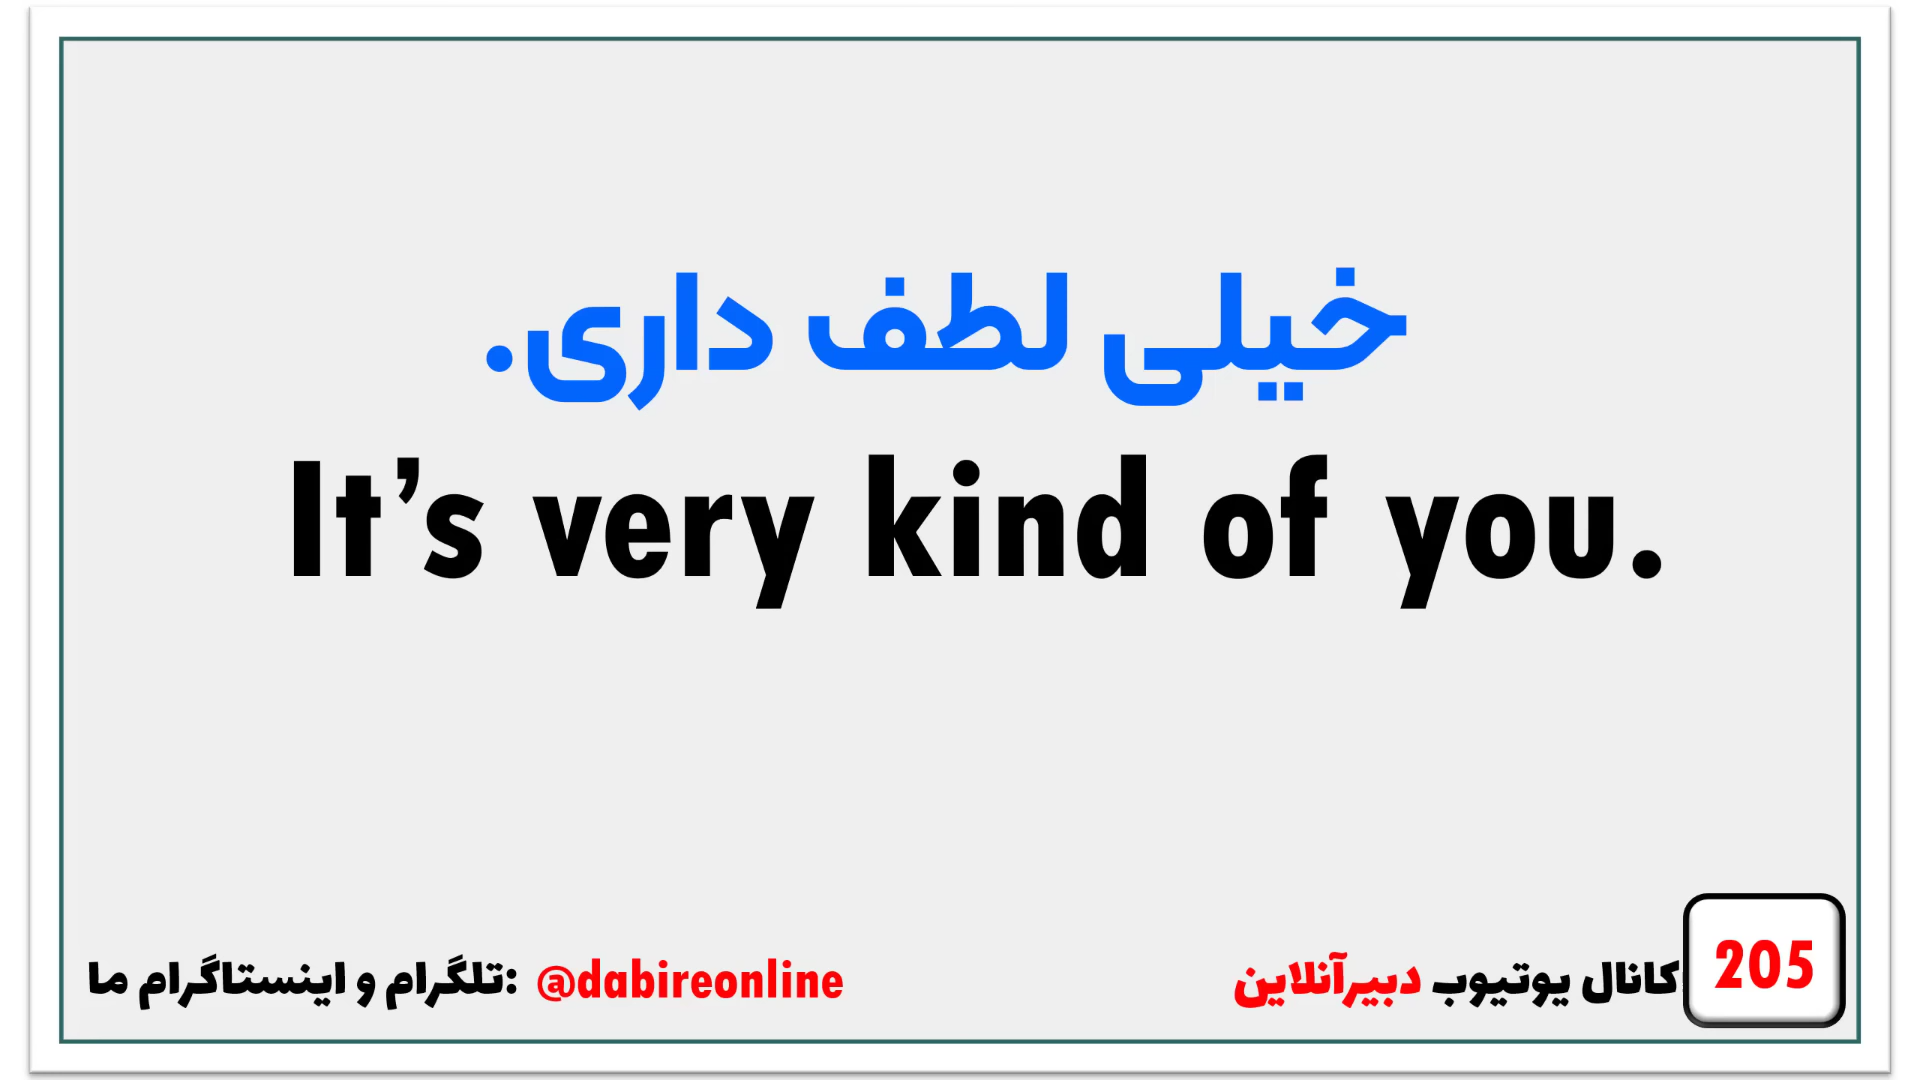 خیلی لطف داری.
It's very kind of you.
تلگرام و اینستاگرام ما: @dabireonline
کانال یوتیوب دبیرآنلاین
205